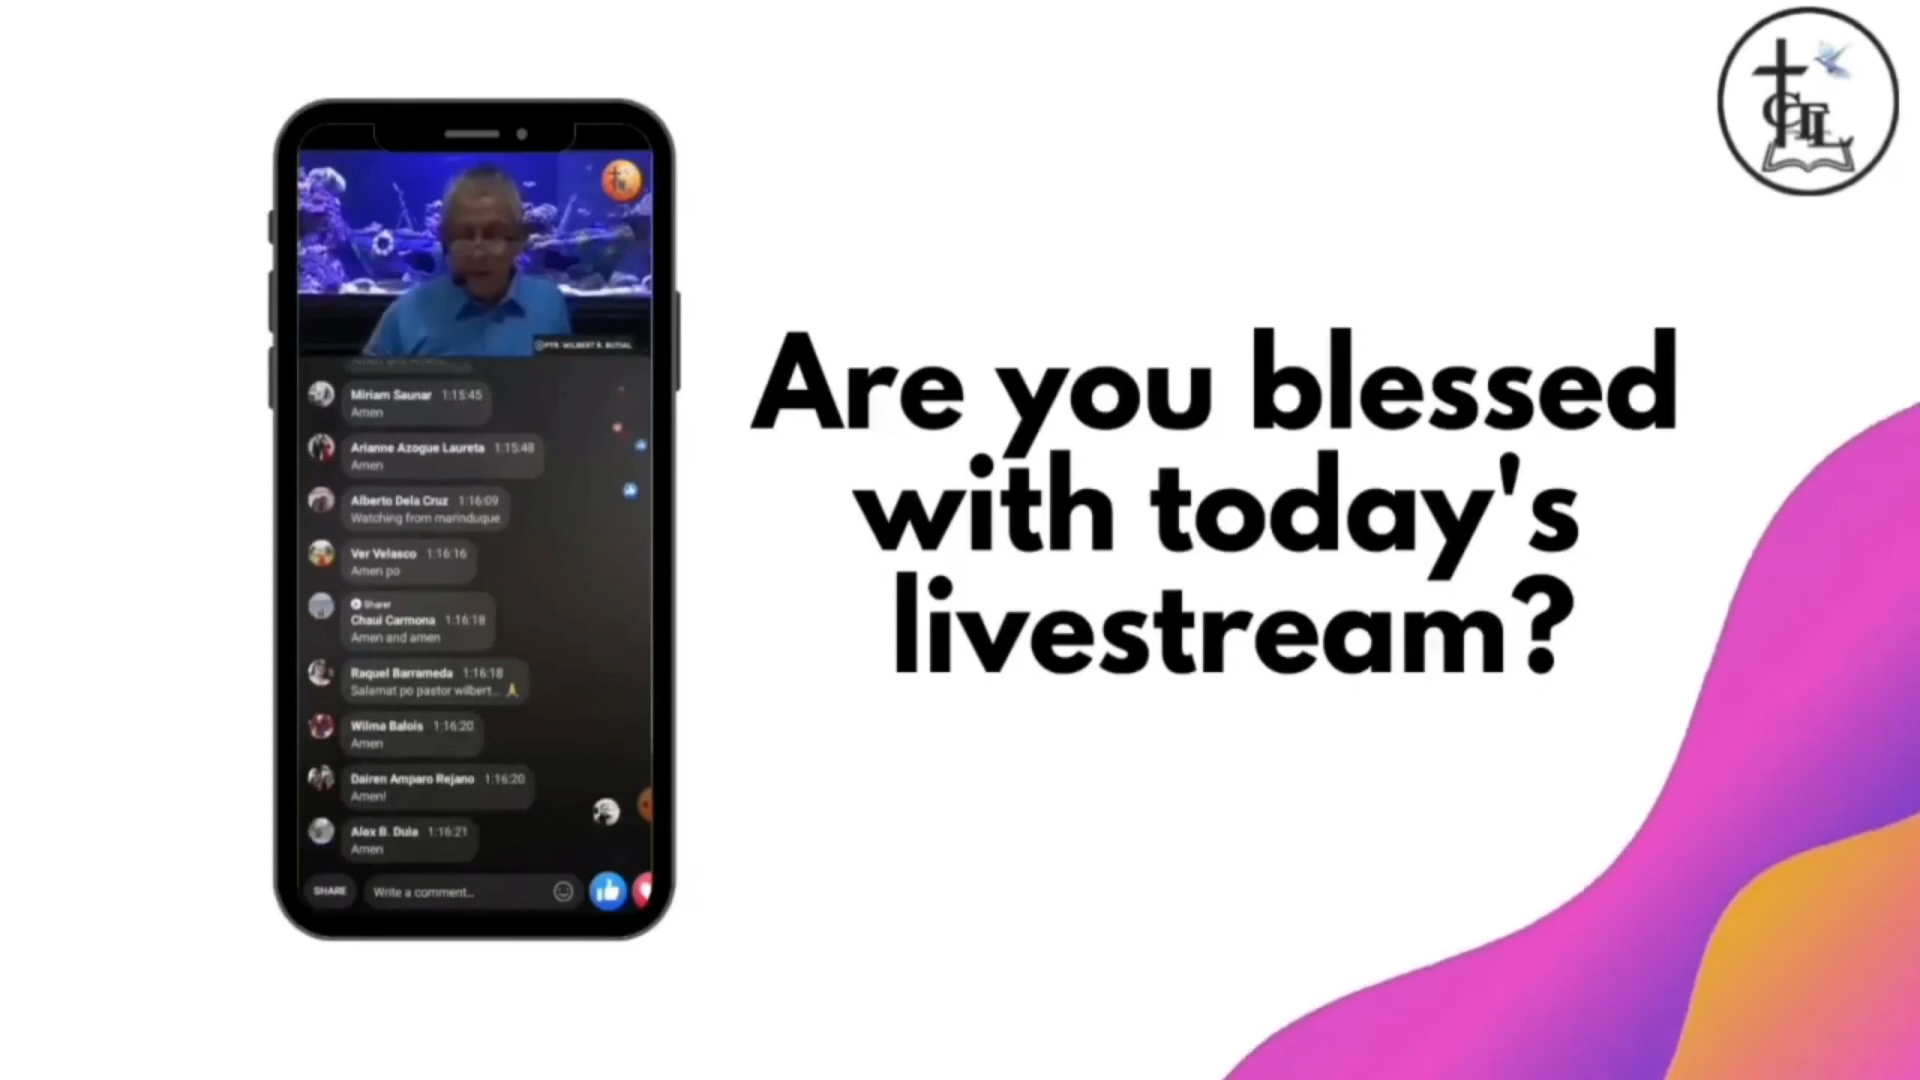 PTR. WILBERT R.
Miriam Saunar 1:15:45
Amen
Arianne Azogue Laureta 1:15:48
Amen
Alberto Dela Cruz 1:16:09
Watching from marinduque
Ver Velasco 1:16:16
Amen po
Sharer
Chaui Carmona 1:16:18
Amen and amen
Raquel Barrameda 1:16:18
Salamat po pastor wilbert...
Wilma Balois 1:16:20
Amen
Dairen Amparo Rejano 1:16:20
Amen!
Alex B. Dula 1:16:21
Amen
SHARE Write a comment...
Are you blessed
with today's
livestream?